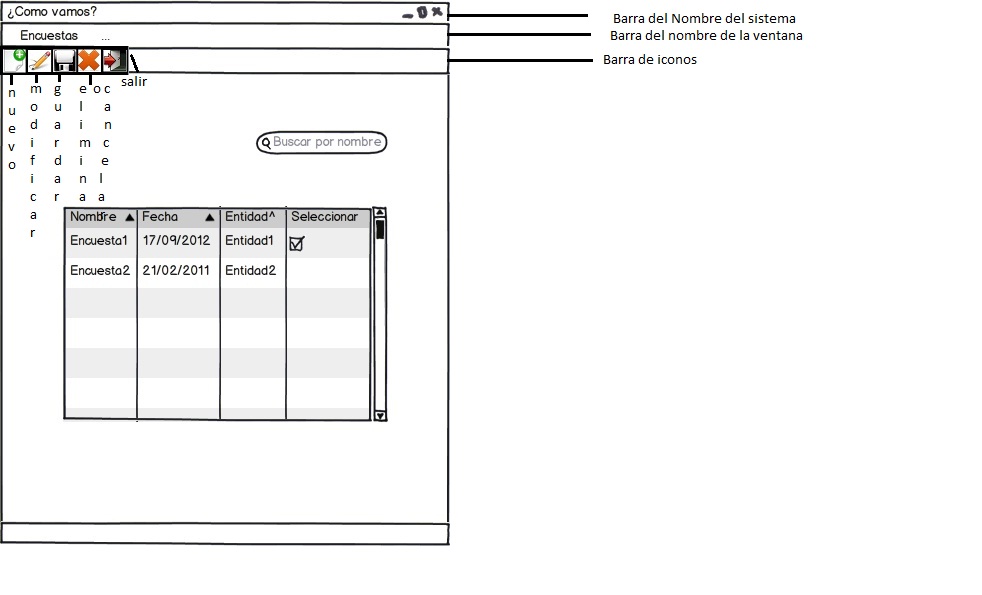 ¿Como vamos?
Barra del Nombre del sistema
Encuestas ...
Barra del nombre de la ventana
Barra de iconos
salir
nuevo
modificar
guardar
elimina o cancela
Buscar por nombre
Nombre Fecha Entidad^ Seleccionar
Encuesta1 17/09/2012 Entidad1
Encuesta2 21/02/2011 Entidad2